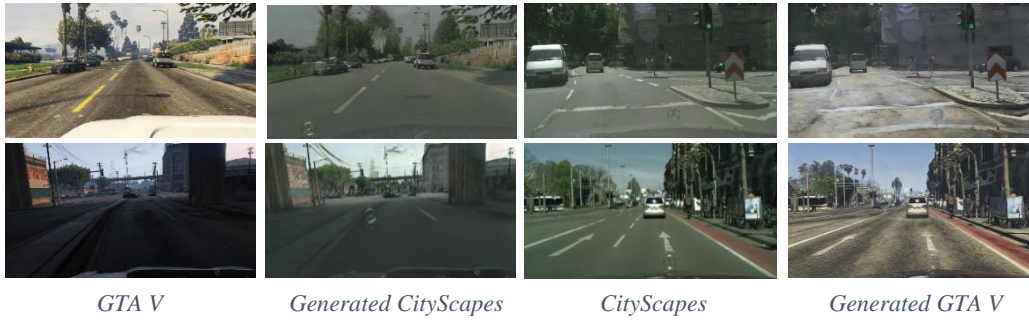 GTA V
Generated CityScapes
CityScapes
Generated GTA V